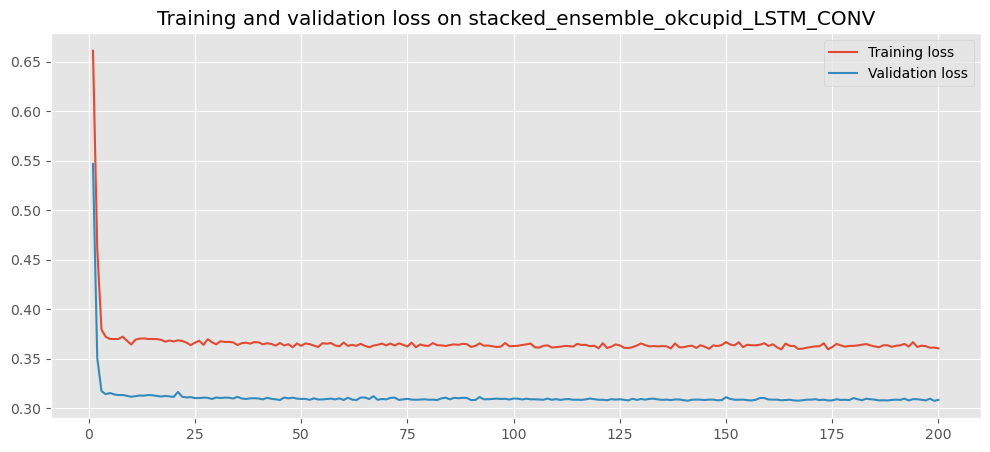 Training and validation loss on stacked_ensemble_okcupid_LSTM_CONV
Training loss
Validation loss
0.65
0.60
0.55
0.50
0.45
0.40
0.35
0.30
0 25 50 75 100 125 150 175 200